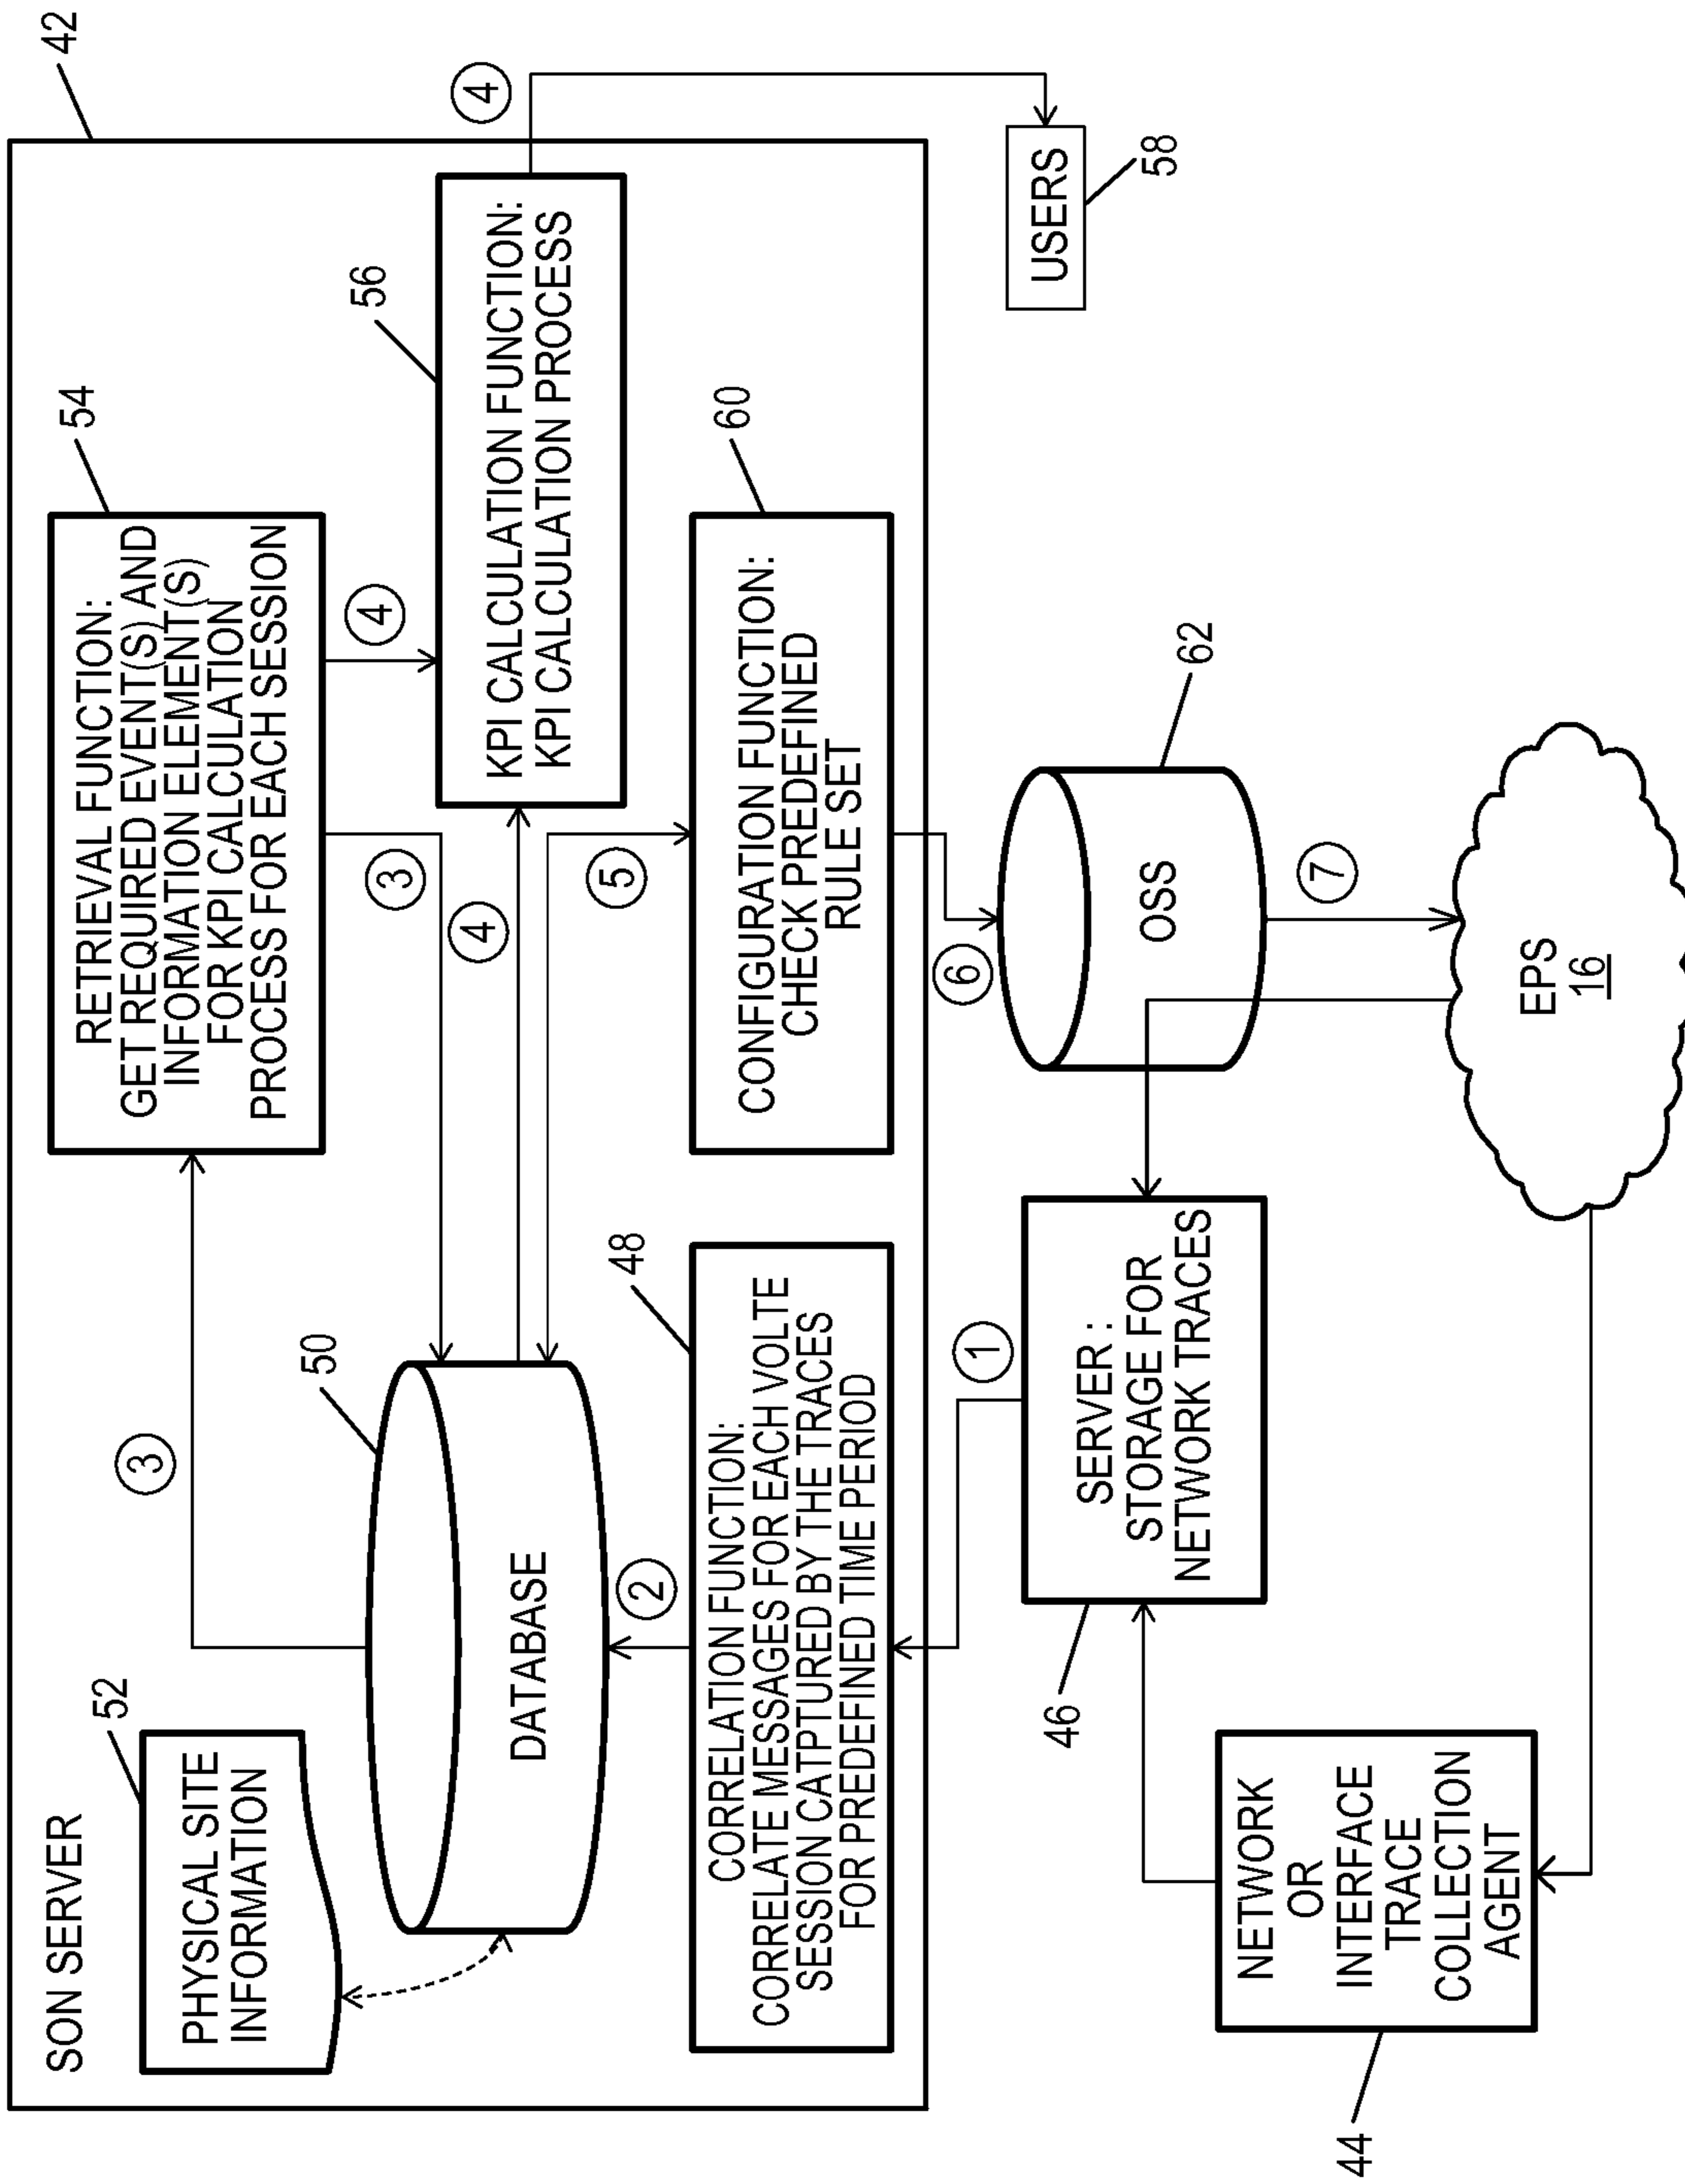 SON SERVER
42
PHYSICAL SITE
INFORMATION
52
DATABASE
50
3
RETRIEVAL FUNCTION:
GET REQUIRED EVENT(S) AND
INFORMATION ELEMENT(S)
FOR KPI CALCULATION
PROCESS FOR EACH SESSION
54
3
4
4
KPI CALCULATION FUNCTION:
KPI CALCULATION PROCESS
56
4
USERS
58
2
CORRELATION FUNCTION:
CORRELATE MESSAGES FOR EACH VOLTE
SESSION CATPTURED BY THE TRACES
FOR PREDEFINED TIME PERIOD
48
5
CONFIGURATION FUNCTION:
CHECK PREDEFINED
RULE SET
60
1
6
SERVER :
STORAGE FOR
NETWORK TRACES
46
OSS
62
7
NETWORK
OR
INTERFACE
TRACE
COLLECTION
AGENT
44
EPS
16